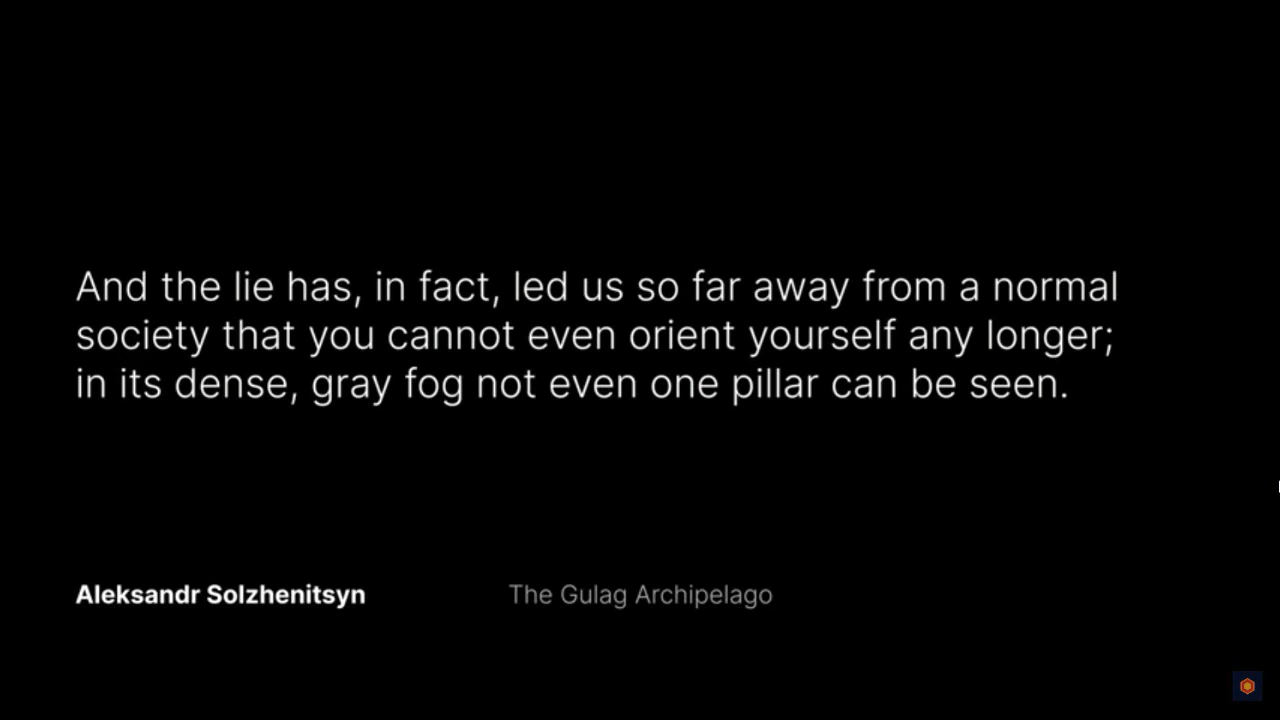 And the lie has, in fact, led us so far away from a normal
society that you cannot even orient yourself any longer;
in its dense, gray fog not even one pillar can be seen.
Aleksandr Solzhenitsyn
The Gulag Archipelago